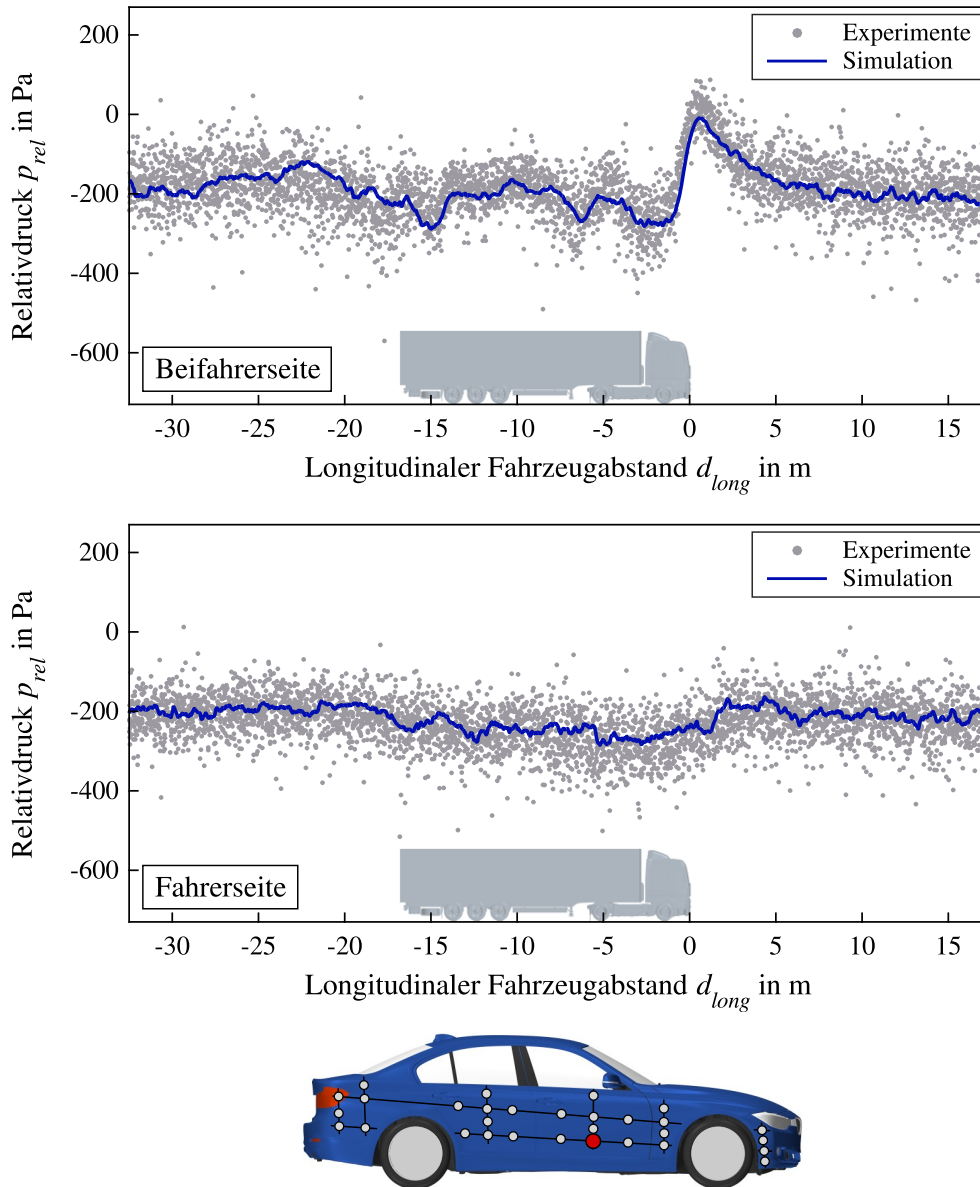 200
0
-200
-400
-600
Relativdruck p_rel in Pa
Experimente
Simulation
Beifahrerseite
-30 -25 -20 -15 -10 -5 0 5 10 15
Longitudinaler Fahrzeugabstand d_long in m
200
0
-200
-400
-600
Relativdruck p_rel in Pa
Experimente
Simulation
Fahrerseite
-30 -25 -20 -15 -10 -5 0 5 10 15
Longitudinaler Fahrzeugabstand d_long in m